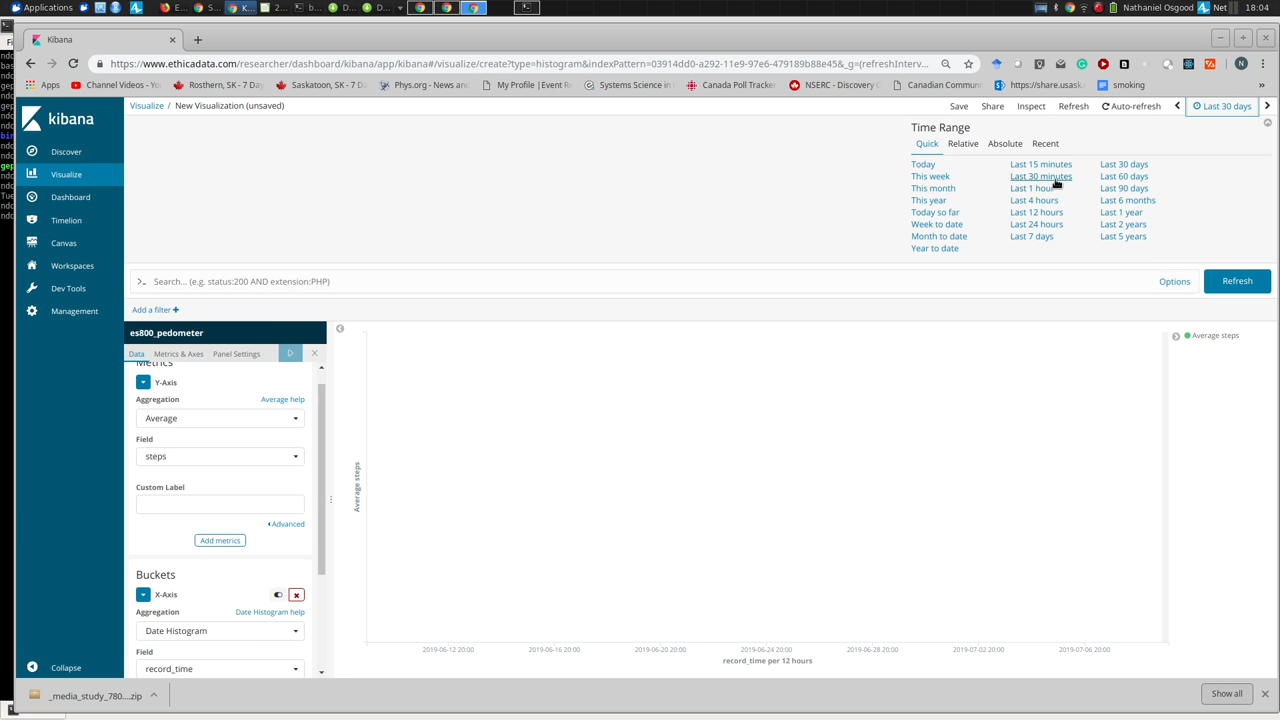 Applications
K...
2...
b...
D...
D...
Nathaniel Osgood
Net
18:04
Kibana
https://www.ethicadata.com/researcher/dashboard/kibana/app/kibana#/visualize/create?type=histogram&indexPattern=03914dd0-a292-11e9-97e6-479189b88e45&_g=(refreshInterv...
Apps
Channel Videos - Yo
Rosthern, SK - 7 Day
Saskatoon, SK - 7 D
Phys.org - News and
My Profile | Event R
Systems Science in
Canada Poll Tracker
NSERC - Discovery G
Canadian Commun
https://share.usask.
smoking
kibana
Discover
Visualize
Dashboard
Timelion
Canvas
Workspaces
Dev Tools
Management
Collapse
Visualize / New Visualization (unsaved)
Save
Share
Inspect
Refresh
Auto-refresh
Last 30 days
Time Range
Quick
Relative
Absolute
Recent
Today
Last 15 minutes
Last 30 days
This week
Last 30 minutes
Last 60 days
This month
Last 1 hour
Last 90 days
This year
Last 4 hours
Last 6 months
Today so far
Last 12 hours
Last 1 year
Week to date
Last 24 hours
Last 2 years
Month to date
Last 7 days
Last 5 years
Year to date
>_ Search... (e.g. status:200 AND extension:PHP)
Options
Refresh
Add a filter +
es800_pedometer
Data
Metrics & Axes
Panel Settings
Metrics
Y-Axis
Aggregation
Average help
Average
Field
steps
Custom Label
Advanced
Add metrics
Buckets
X-Axis
Aggregation
Date Histogram help
Date Histogram
Field
record_time
Average steps
Average steps
2019-06-12 20:00
2019-06-16 20:00
2019-06-20 20:00
2019-06-24 20:00
2019-06-28 20:00
2019-07-02 20:00
2019-07-06 20:00
record_time per 12 hours
_media_study_780....zip
Show all